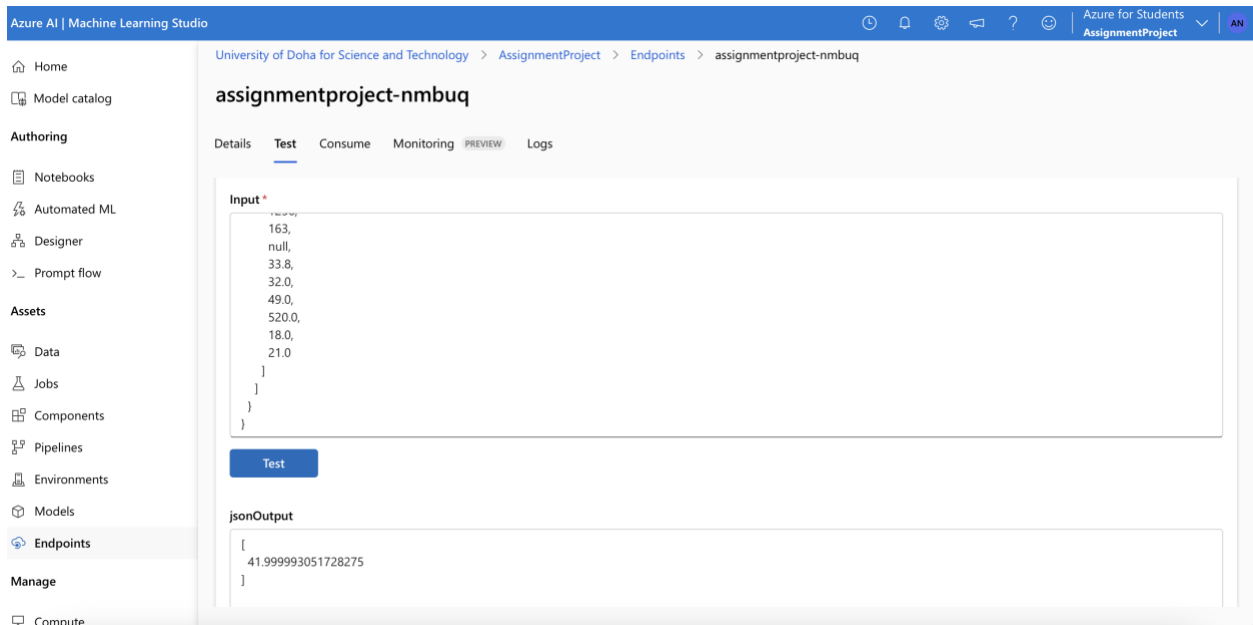 Azure AI | Machine Learning Studio
Azure for Students
AssignmentProject
AN
Home
Model catalog
Authoring
Notebooks
Automated ML
Designer
Prompt flow
Assets
Data
Jobs
Components
Pipelines
Environments
Models
Endpoints
Manage
Compute
University of Doha for Science and Technology > AssignmentProject > Endpoints > assignmentproject-nmbuq
assignmentproject-nmbuq
Details Test Consume Monitoring PREVIEW Logs
Input *
163,
null,
33.8,
32.0,
49.0,
520.0,
18.0,
21.0
]
]
}
}
Test
jsonOutput
[
41.999993051728275
]